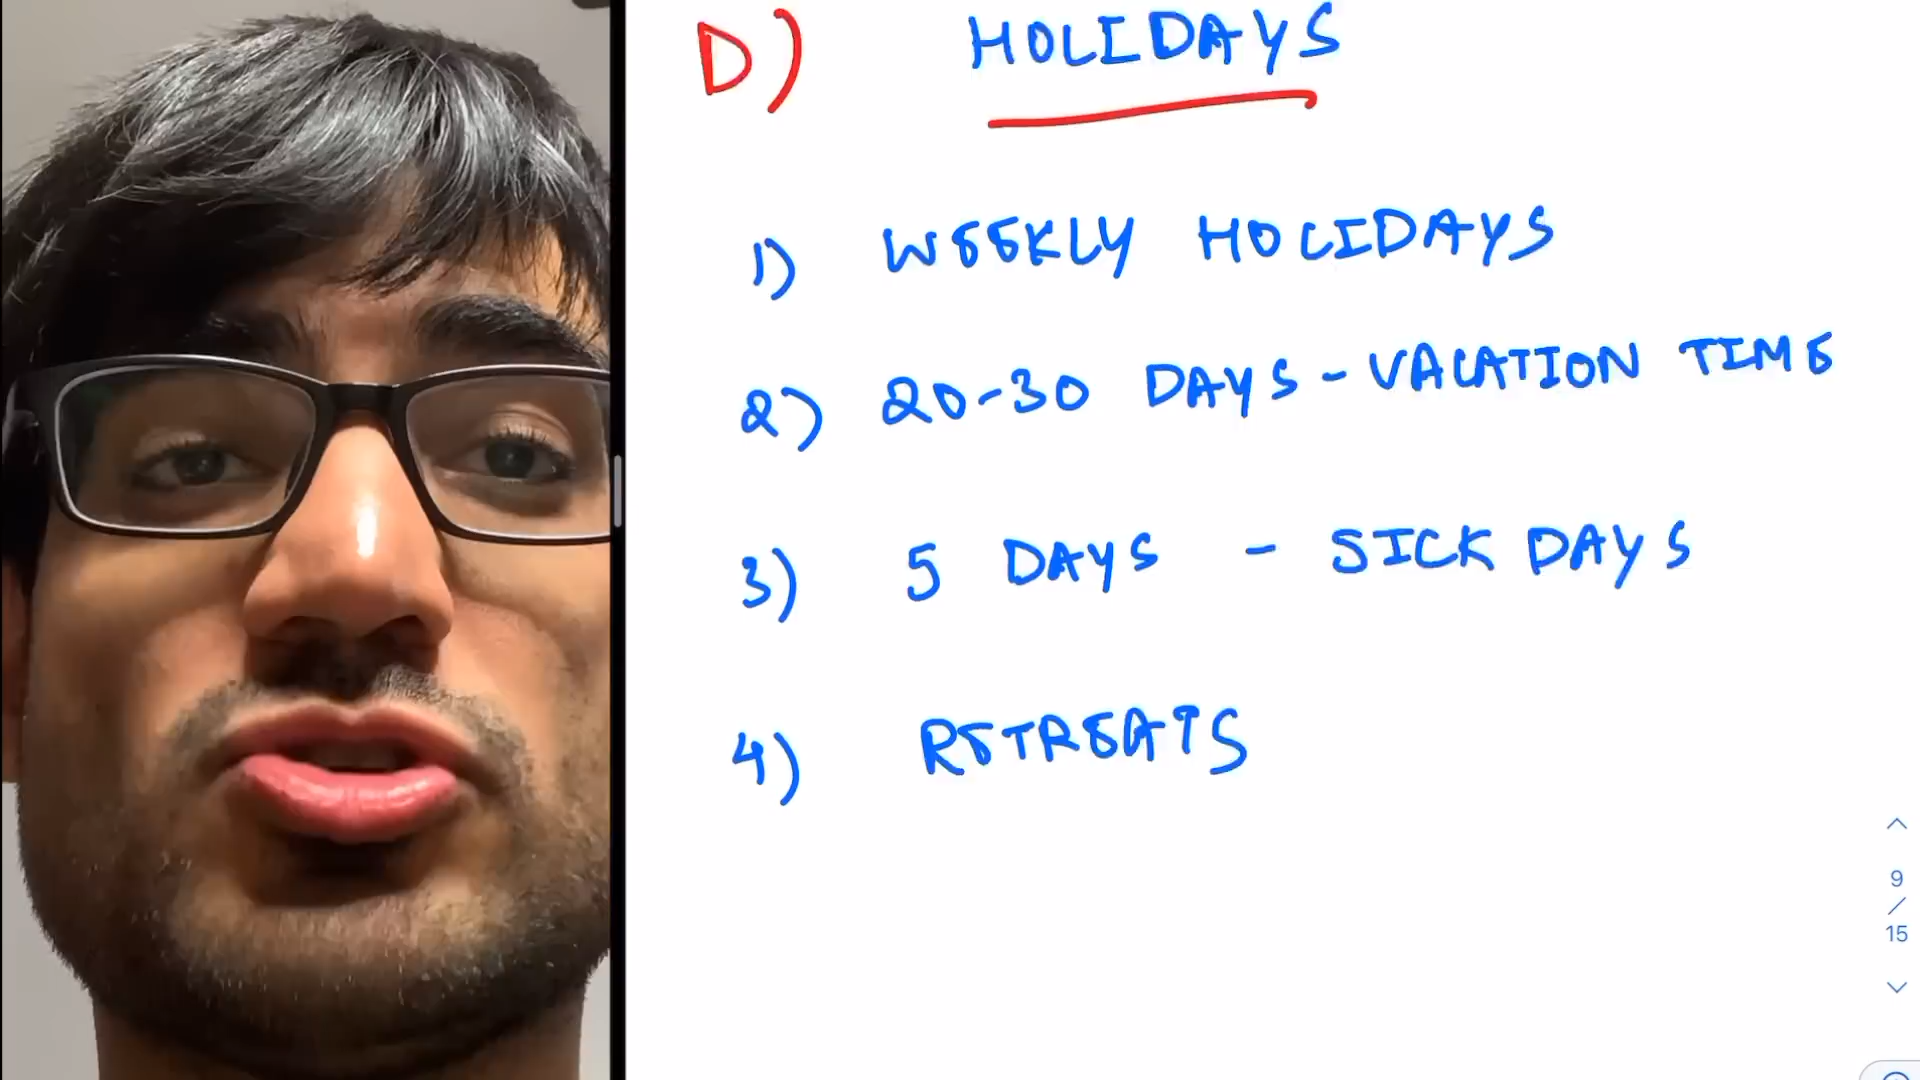 D) HOLIDAYS
1) WEEKLY HOLIDAYS
2) 20-30 DAYS - VACATION TIME
3) 5 DAYS - SICK DAYS
4) RETREATS
9
/
15